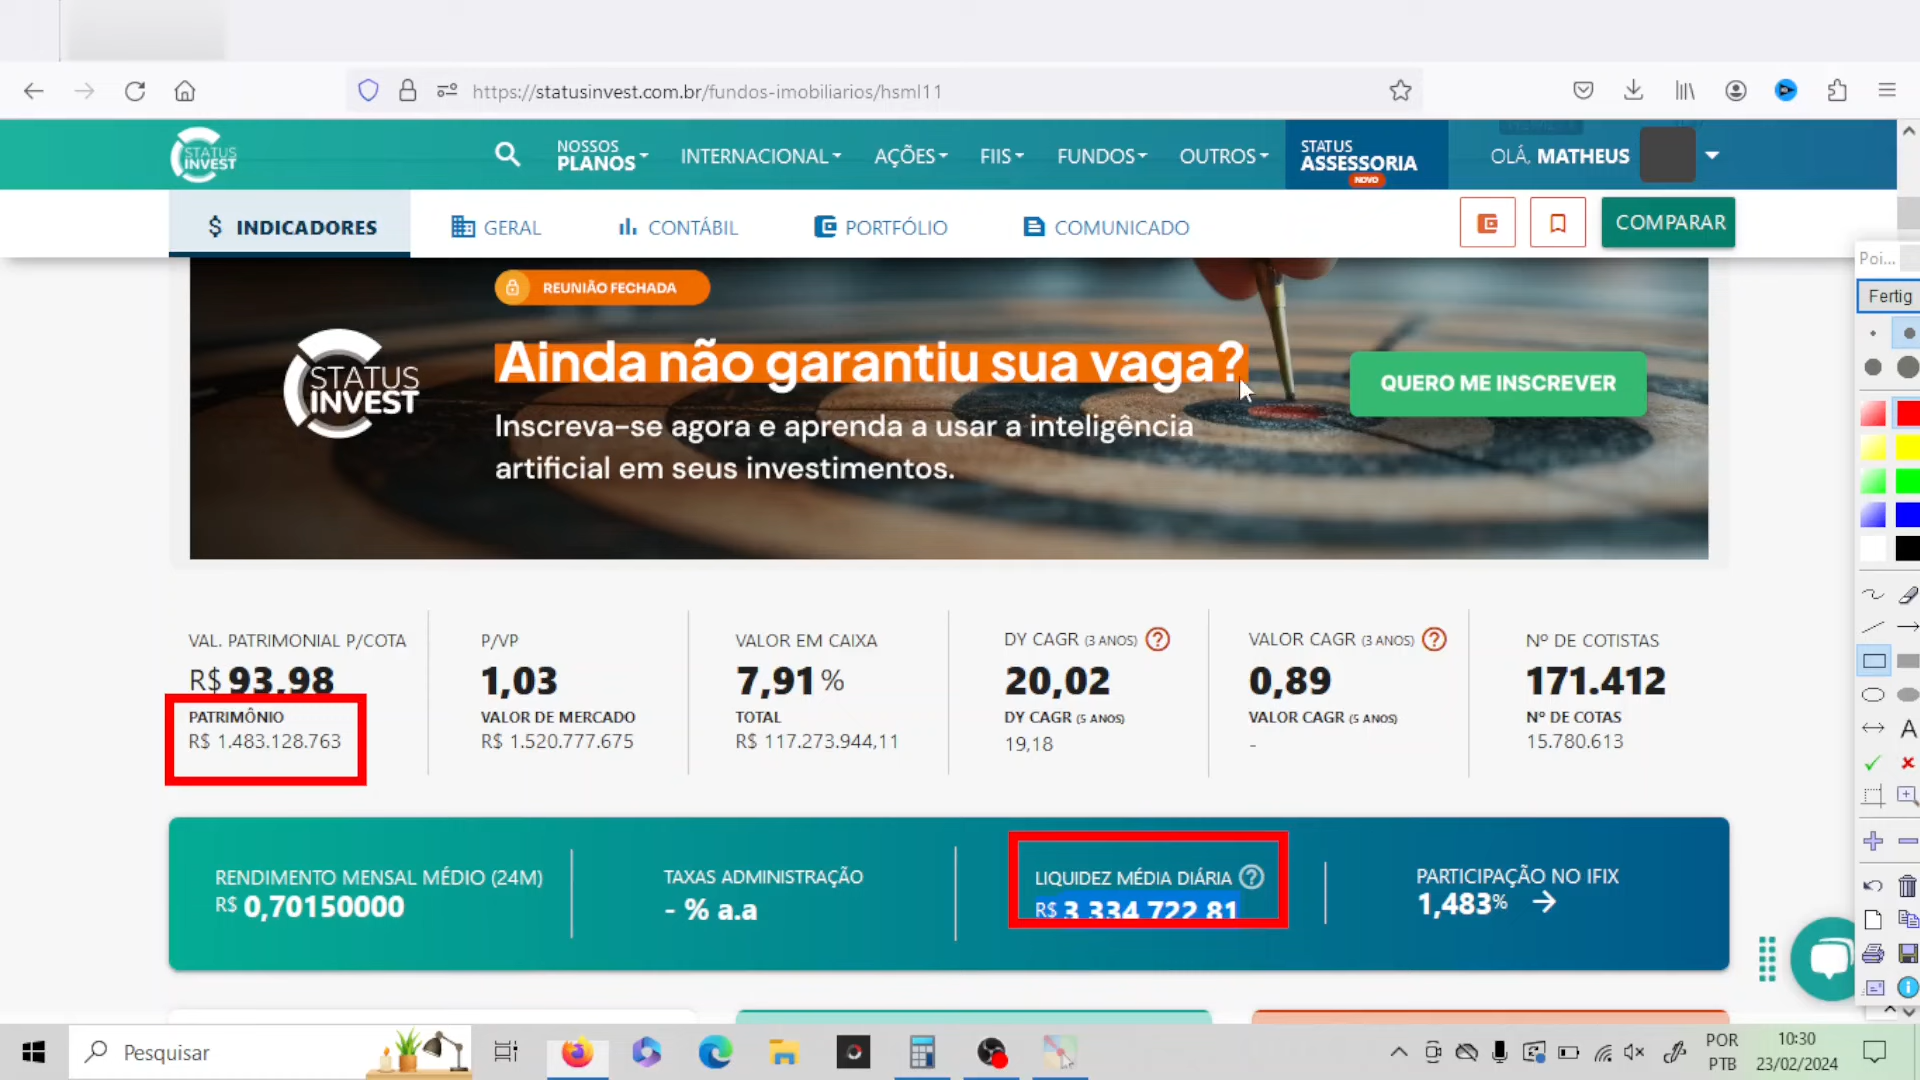 https://statusinvest.com.br/fundos-imobiliarios/hsml11
STATUS
INVEST
NOSSOS
PLANOS
INTERNACIONAL
AÇÕES
FIIS
FUNDOS
OUTROS
STATUS
ASSESSORIA
NOVO
OLÁ, MATHEUS
INDICADORES
GERAL
CONTÁBIL
PORTFÓLIO
COMUNICADO
COMPARAR
Poi...
Fertig
REUNIÃO FECHADA
STATUS
INVEST
Ainda não garantiu sua vaga?
Inscreva-se agora e aprenda a usar a inteligência
artificial em seus investimentos.
QUERO ME INSCREVER
VAL. PATRIMONIAL P/COTA
R$ 93,98
PATRIMÔNIO
R$ 1.483.128.763
P/VP
1,03
VALOR DE MERCADO
R$ 1.520.777.675
VALOR EM CAIXA
7,91 %
TOTAL
R$ 117.273.944,11
DY CAGR (3 ANOS) ?
20,02
DY CAGR (5 ANOS)
19,18
VALOR CAGR (3 ANOS) ?
0,89
VALOR CAGR (5 ANOS)
-
Nº DE COTISTAS
171.412
Nº DE COTAS
15.780.613
RENDIMENTO MENSAL MÉDIO (24M)
R$ 0,70150000
TAXAS ADMINISTRAÇÃO
- % a.a
LIQUIDEZ MÉDIA DIÁRIA ?
R$ 3.334.722,81
PARTICIPAÇÃO NO IFIX
1,483%
A
Pesquisar
POR
PTB
10:30
23/02/2024